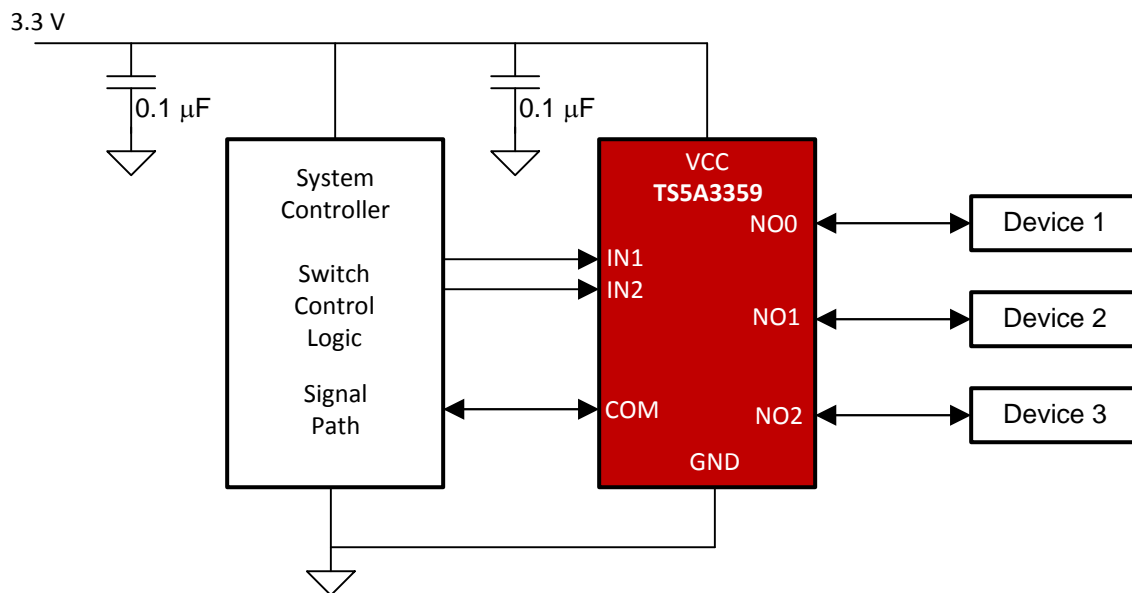 3.3 V
0.1 μF
0.1 μF
System
Controller
Switch
Control
Logic
Signal
Path
VCC
TS5A3359
NO0
IN1
IN2
NO1
COM
NO2
GND
Device 1
Device 2
Device 3